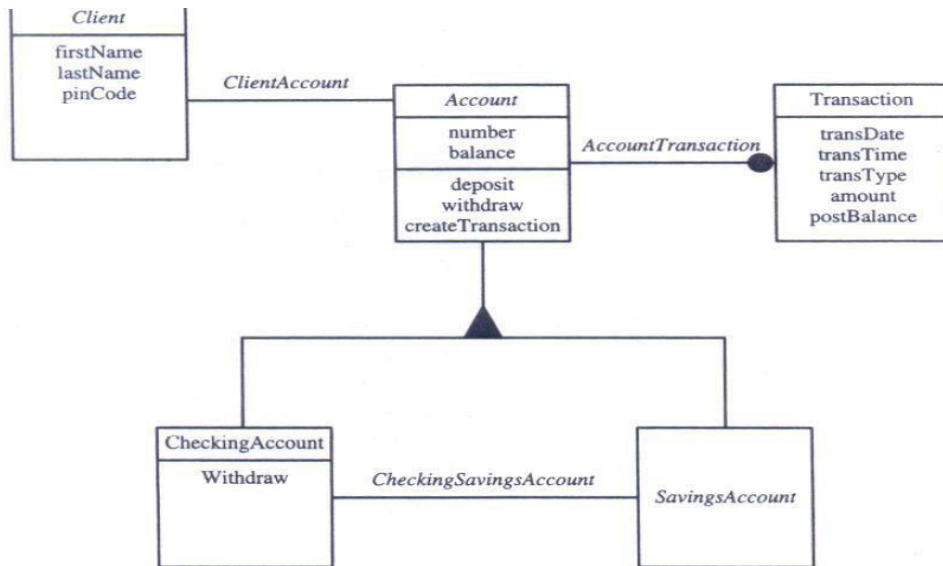 Client
firstName
lastName
pinCode
ClientAccount
Account
number
balance
deposit
withdraw
createTransaction
AccountTransaction
Transaction
transDate
transTime
transType
amount
postBalance
CheckingAccount
Withdraw
CheckingSavingsAccount
SavingsAccount